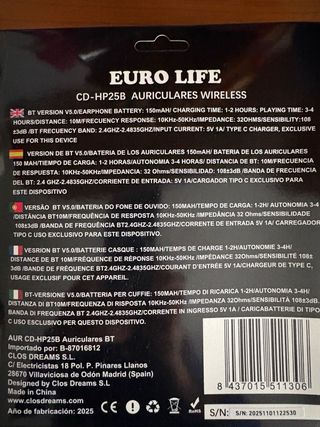 EURO LIFE
CD-HP25B AURICULARES WIRELESS
BT VERSION V5.0/EARPHONE BATTERY: 150mAh/ CHARGING TIME: 1-2 HOURS: PLAYING TIME: 3-4
HOURS/DISTANCE: 10M/FREQUENCY RESPONSE: 10KHz-50KHz/IMPEDANCE: 32OHMS/SENSIBILITY:108
±3dB /BT FREQUENCY BAND: 2.4GHZ-2.4835GHZ/INPUT CURRENT 5V 1A/ TYPE C CHARGER, EXCLUSIVE
USE FOR THIS DEVICE
VERSION DE BT V5.0/BATERIA DE LOS AURICULARES 150MAH/BATERIA DE LOS AURICULARES
150 MAH/TIEMPO DE CARGA: 1-2 HORAS/AUTONOMIA 3-4 HORAS/ DISTANCIA DE BT:10M/FRECUENCIA
DE RESPUESTA: 10KHz-50KHz/IMPEDANCIA: 32 Ohms/SENSIBILIDAD: 108±3dB/BANDA DE FRECUENCIA
DEL BT: 2.4 GHZ-2.4835GHZ/CORRIENTE DE ENTRADA: 5V 1A/CARGADOR TIPO C EXCLUSIVO PARA
ESTE DISPOSITIVO
VERSÃO BT V5.0/BATERIA DO FONE DE OUVIDO: 150MAH/TEMPO DE CARGA: 1-2H/ AUTONOMIA 3-4
/DISTÂNCIA BT10M/FREQUÊNCIA DE RESPOSTA 10KHz-50KHz/IMPEDÂNCIA 32 Ohms/SENSIBILIDADE
108±3dB/BANDA DE FREQUÊNCIA BT2.4GHZ-2.4835GHZ/CORRENTE DE ENTRADA 5V 1A/ CARREGADOR
TIPO C USO EXCLUSIVO PARA ESTE DISPOSITIVO.
VERSION BT V5.0/BATTERIE CASQUE : 150MAH/TEMPS DE CHARGE 1-2H/AUTONOMIE 3-4H/
DISTANCE DE BT 10M/FRÉQUENCE DE RÉPONSE 10KHz-50KHz/IMPÉDANCE 32Ohms/SENSIBILITÉ 108±
3dB/BANDE FRÉQUENCE BT2.4GHZ-2.4835GHZ/COURANT D'ENTRÉE 5V 1A/CHARGEUR DE TYPE C,
USAGE EXCLUSIF POUR CET APPAREIL.
BT-VERSIONE V5.0/BATTERIA PER CUFFIE: 150MAH/TEMPO DI RICARICA 1-2H/AUTONOMIA 3-4H/
DISTANZA DI BT10M/FREQUENZA DI RISPOSTA 10KHz-50KHz /IMPEDANZA 32Ohms/SENSIBILITÀ 108±3dB/
BANDA DI FREQUENZA BT 2.4GHZ-2.4835GHZ/CORRENTE IN INGRESSO 5V 1A/ CARICABATTERIE DI TIPO
C USO ESCLUSIVO PER QUESTO DISPOSITIVO.
AUR CD-HP25B Auriculares BT
Importado por: B-87016812
CLOS DREAMS S.L.
C/ Electricistas 18 Pol. P. Pinares Llanos
28670 Villaviciosa de Odón Madrid (Spain)
Designed by Clos Dreams S.L.
Made in China
www.closdreams.com
Año de fabricación: 2025
CE
RoHS
8 437015 511306
S/N:
S/N: 20251101122530